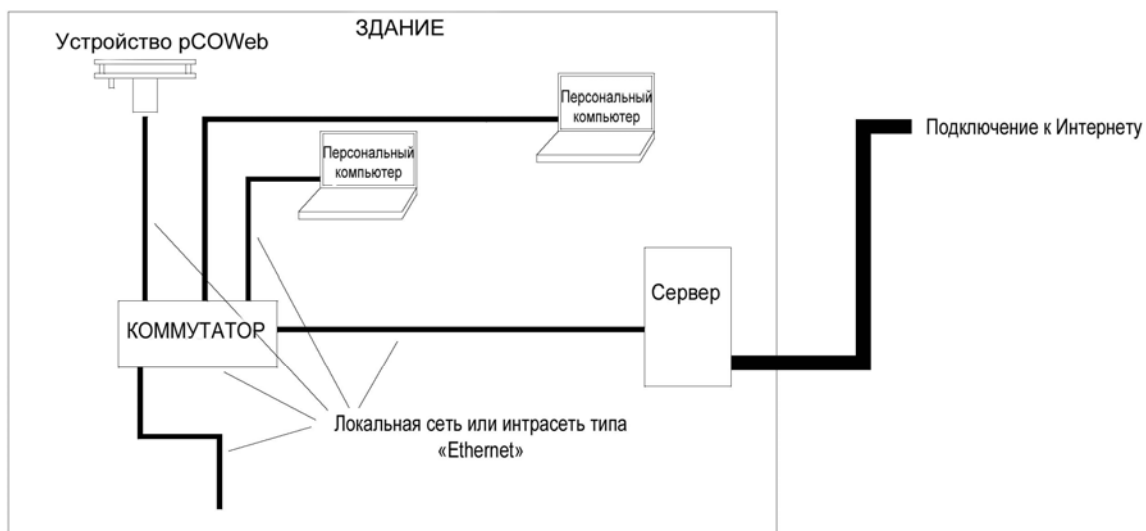 ЗДАНИЕ
Устройство pCOWeb
Персональный
компьютер
Персональный
компьютер
Подключение к Интернету
Сервер
КОММУТАТОР
Локальная сеть или интрасеть типа
«Ethernet»